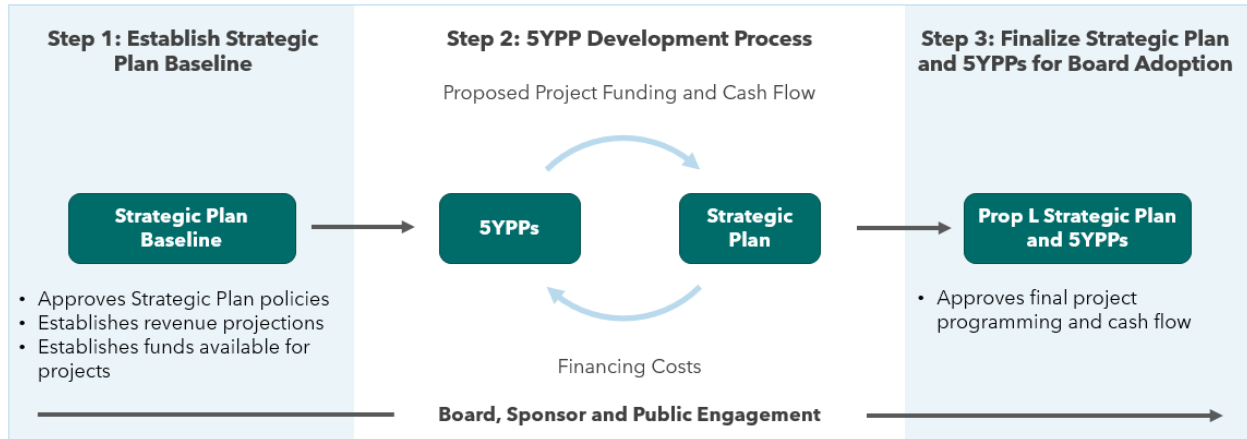 Step 1: Establish Strategic
Plan Baseline
Step 2: 5YPP Development Process
Step 3: Finalize Strategic Plan
and 5YPPs for Board Adoption
Proposed Project Funding and Cash Flow
Strategic Plan
Baseline
5YPPs
Strategic
Plan
Prop L Strategic Plan
and 5YPPs
• Approves Strategic Plan policies
• Establishes revenue projections
• Establishes funds available for
projects
• Approves final project
programming and cash flow
Financing Costs
Board, Sponsor and Public Engagement